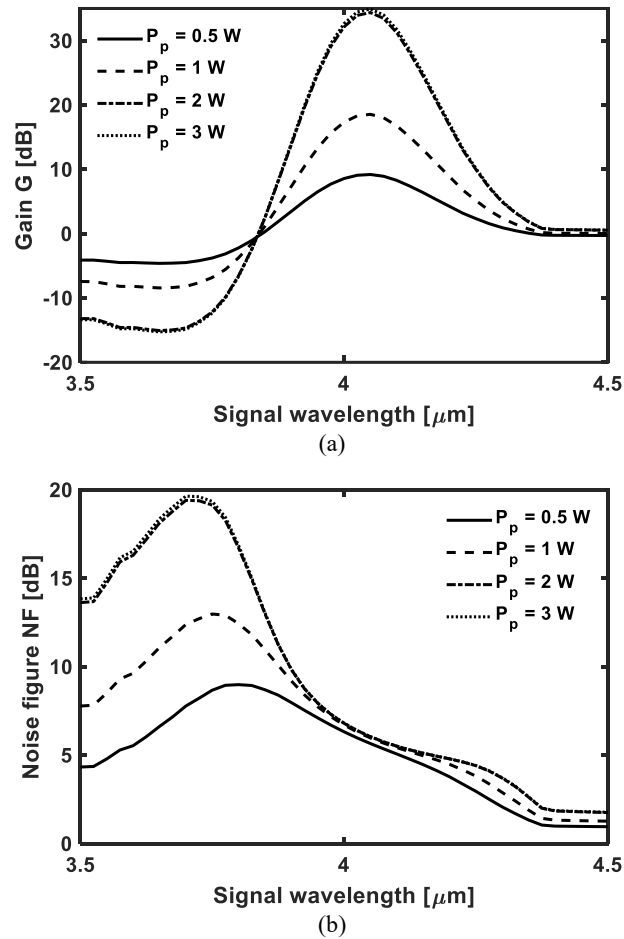 P_p = 0.5 W
P_p = 1 W
P_p = 2 W
P_p = 3 W
Gain G [dB]
30
20
10
0
-10
-20
3.5
4
4.5
Signal wavelength [μm]
(a)
P_p = 0.5 W
P_p = 1 W
P_p = 2 W
P_p = 3 W
Noise figure NF [dB]
20
15
10
5
0
3.5
4
4.5
Signal wavelength [μm]
(b)